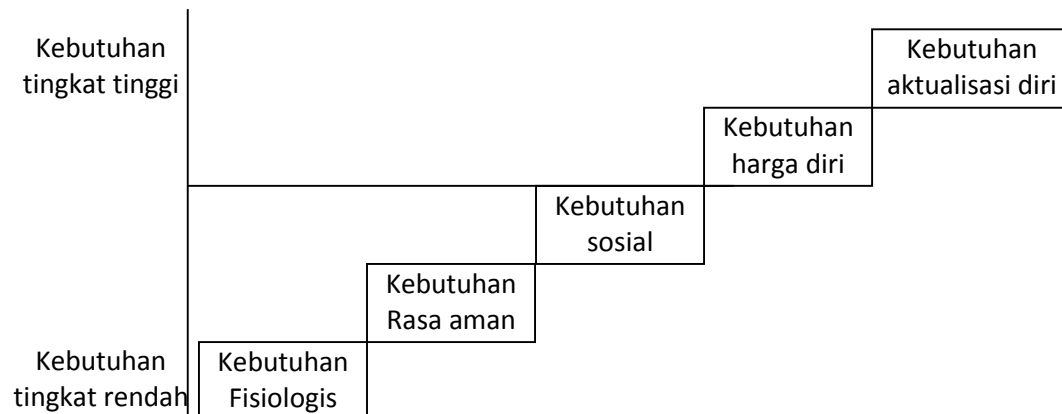 Kebutuhan
tingkat tinggi
Kebutuhan
aktualisasi diri
Kebutuhan
harga diri
Kebutuhan
sosial
Kebutuhan
Rasa aman
Kebutuhan
tingkat rendah
Kebutuhan
Fisiologis